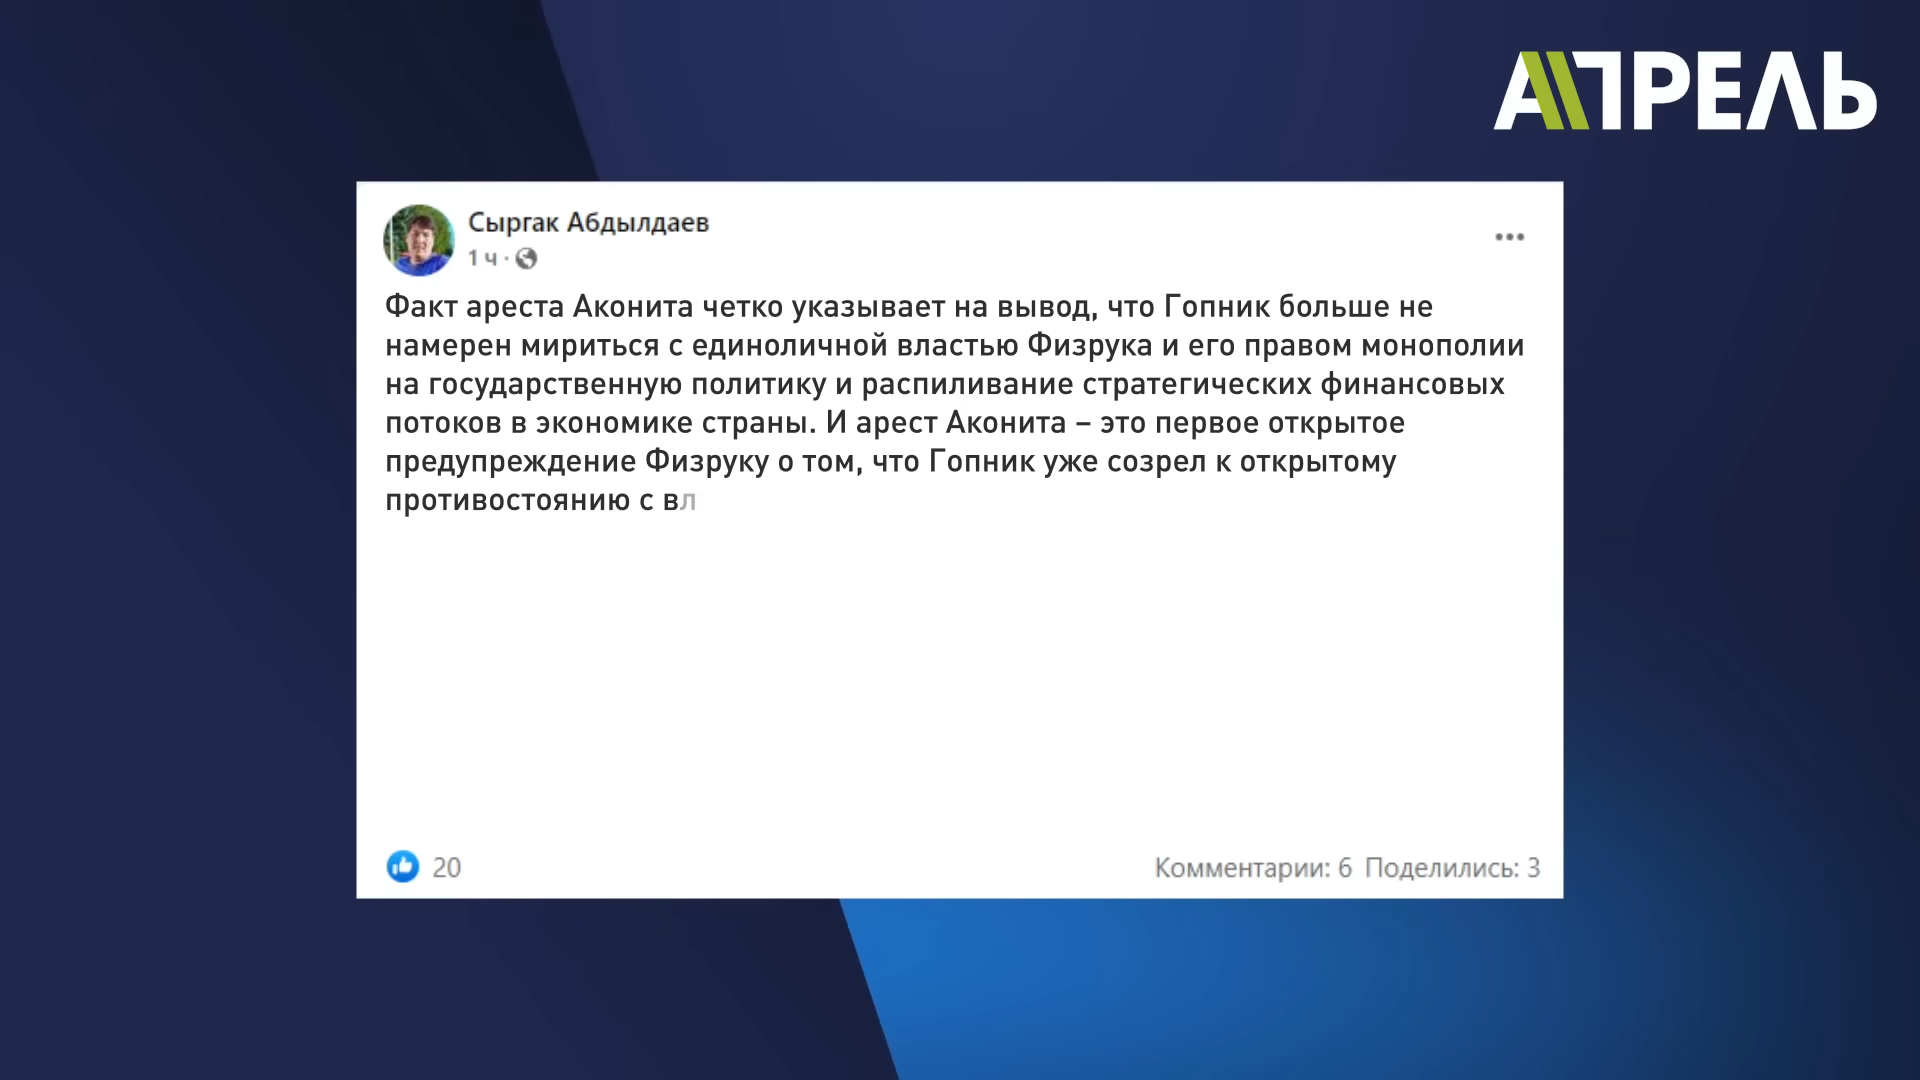 АПРЕЛЬ
Сыргак Абдылдаев
1 ч ·
Факт ареста Аконита четко указывает на вывод, что Гопник больше не
намерен мириться с единоличной властью Физрука и его правом монополии
на государственную политику и распиливание стратегических финансовых
потоков в экономике страны. И арест Аконита – это первое открытое
предупреждение Физруку о том, что Гопник уже созрел к открытому
противостоянию с вл
20
Комментарии: 6 Поделились: 3